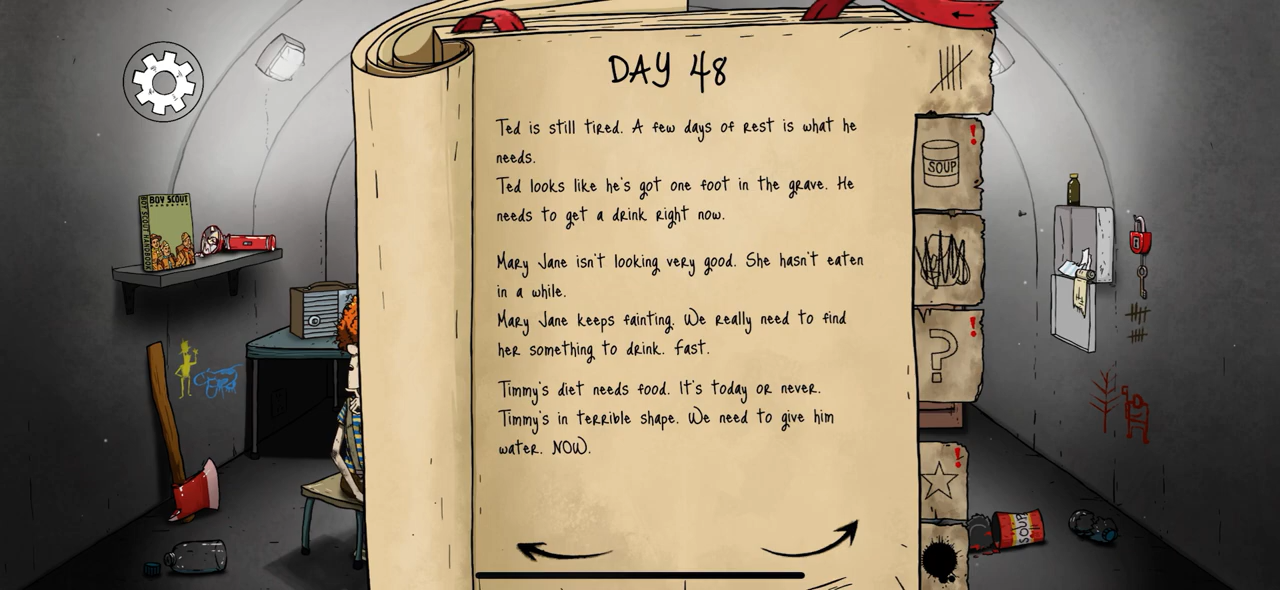 DAY 48
Ted is still tired. A few days of rest is what he
needs.
Ted looks like he's got one foot in the grave. He
needs to get a drink right now.
Mary Jane isn't looking very good. She hasn't eaten
in a while.
Mary Jane keeps fainting. We really need to find
her something to drink. Fast.
Timmy's diet needs food. It's today or never.
Timmy's in terrible shape. We need to give him
water. NOW.
SOUP
!
!
?
!
BOY SCOUT
BOY SCOUT HANDBOOK
SOUP